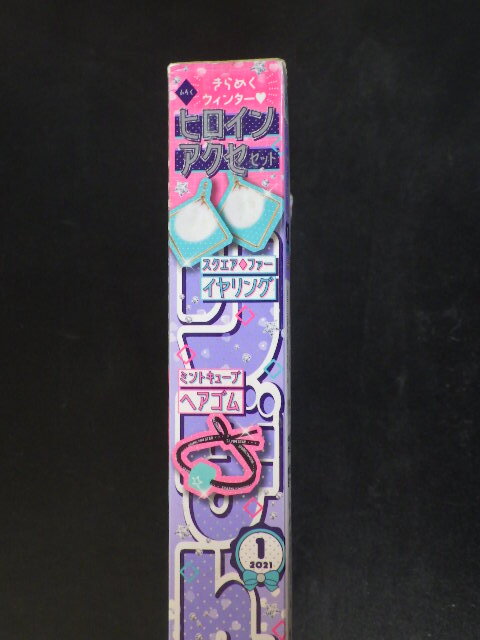 ふろく
きらめく
ウィンター♥
ヒロイン
アクセセット
スクエア♦ファー
イヤリング
ミントキューブ
ヘアゴム
1
2021